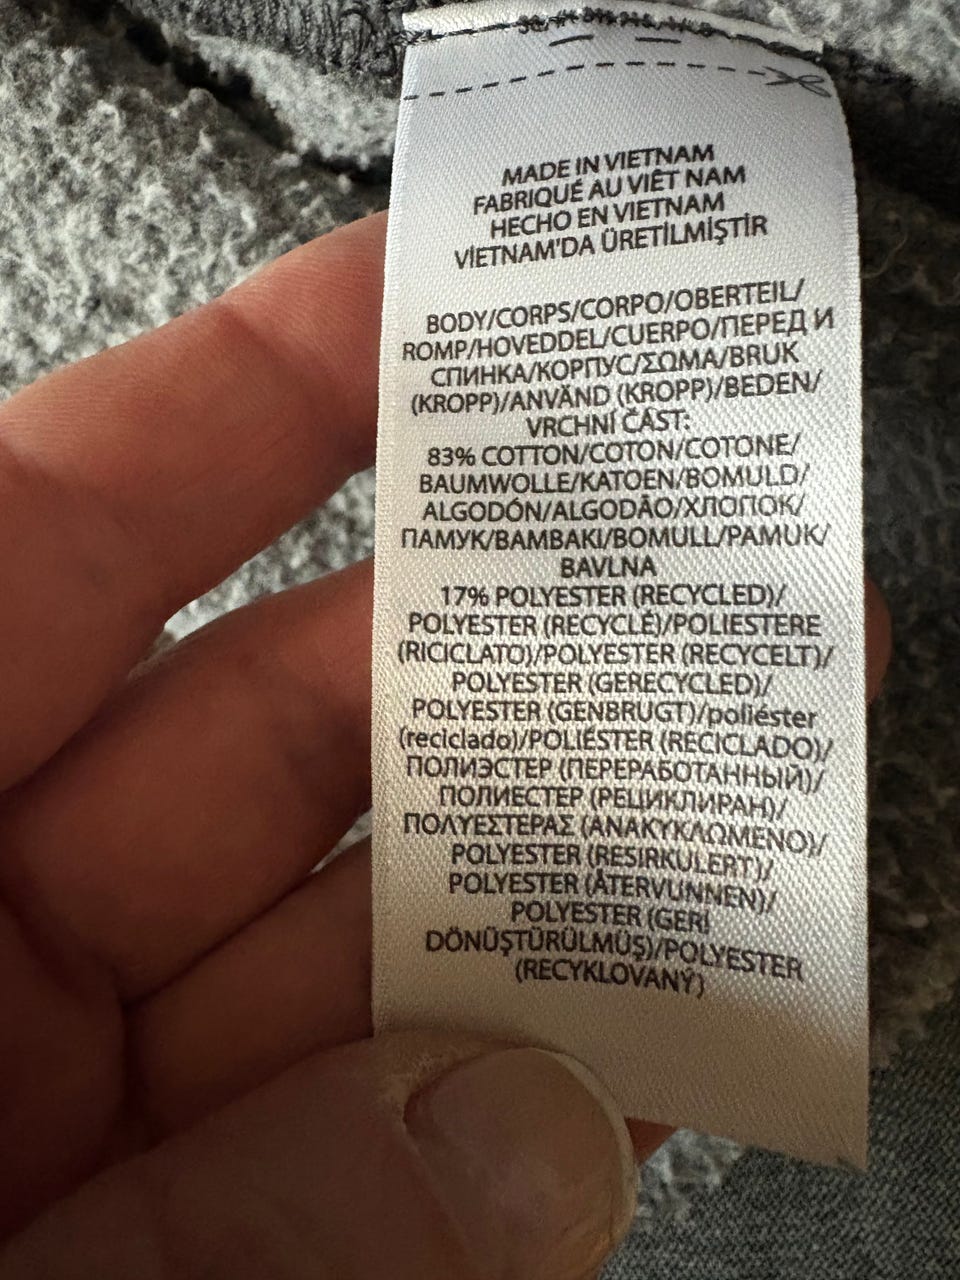 MADE IN VIETNAM
FABRIQUÉ AU VIÊT NAM
HECHO EN VIETNAM
VİETNAM'DA ÜRETİLMİŞTİR
BODY/CORPS/CORPO/OBERTEIL/
ROMP/HOVEDDEL/CUERPO/ПЕРЕД И
СПИНКА/КОРПУС/ΣΩΜΑ/BRUK
(KROPP)/ANVÄND (KROPP)/BEDEN/
VRCHNÍ ČÁST:
83% COTTON/COTON/COTONE/
BAUMWOLLE/KATOEN/BOMULD/
ALGODÓN/ALGODÃO/ХЛОПОК/
ПАМУК/ΒΑΜΒΑΚΙ/BOMULL/PAMUK/
BAVLNA
17% POLYESTER (RECYCLED)/
POLYESTER (RECYCLÉ)/POLIESTERE
(RICICLATO)/POLYESTER (RECYCELT)/
POLYESTER (GERECYCLED)/
POLYESTER (GENBRUGT)/poliéster
(reciclado)/POLIÉSTER (RECICLADO)/
ПОЛИЭСТЕР (ПЕРЕРАБОТАННЫЙ)/
ПОЛИЕСТЕР (РЕЦИКЛИРАН)/
ΠΟΛΥΕΣΤΕΡΑΣ (ΑΝΑΚΥΚΛΩΜΕΝΟ)/
POLYESTER (RESIRKULERT)/
POLYESTER (ÅTERVUNNEN)/
POLYESTER (GERİ
DÖNÜŞTÜRÜLMÜŞ)/POLYESTER
(RECYKLOVANÝ)